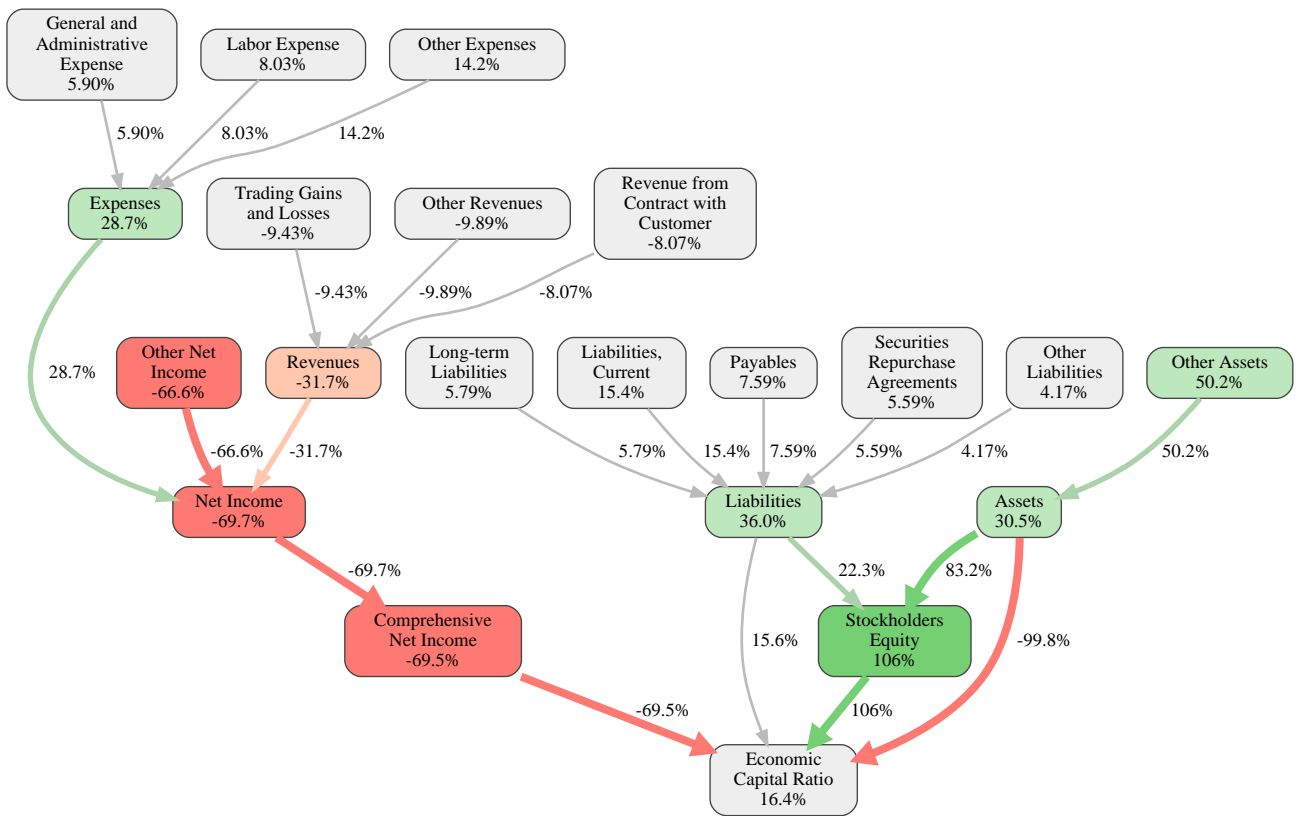 General and
Administrative
Expense
5.90%
Labor Expense
8.03%
Other Expenses
14.2%
5.90%
8.03%
14.2%
Expenses
28.7%
Trading Gains
and Losses
-9.43%
Other Revenues
-9.89%
Revenue from
Contract with
Customer
-8.07%
-9.43%
-9.89%
-8.07%
28.7%
Other Net
Income
-66.6%
Revenues
-31.7%
Long-term
Liabilities
5.79%
Liabilities,
Current
15.4%
Payables
7.59%
Securities
Repurchase
Agreements
5.59%
Other
Liabilities
4.17%
Other Assets
50.2%
-66.6%
-31.7%
5.79%
15.4%
7.59%
5.59%
4.17%
50.2%
Net Income
-69.7%
Liabilities
36.0%
Assets
30.5%
-69.7%
22.3%
83.2%
Comprehensive
Net Income
-69.5%
15.6%
Stockholders
Equity
106%
-99.8%
-69.5%
106%
Economic
Capital Ratio
16.4%